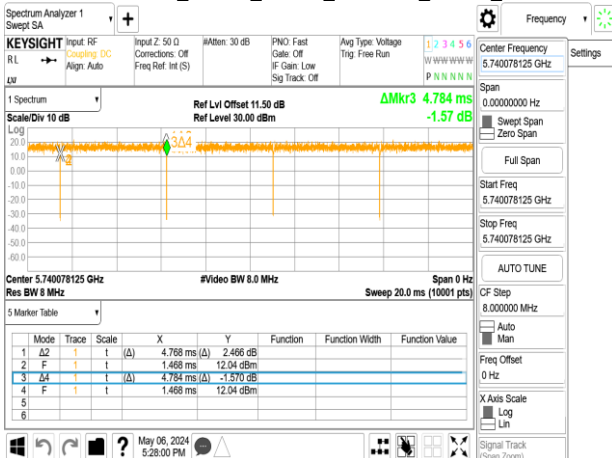 Spectrum Analyzer 1
Swept SA
+
Frequency
KEYSIGHT
RL
Input: RF
Coupling: DC
Align: Auto
Input Z: 50 Ω
Corrections: Off
Freq Ref: Int (S)
#Atten: 30 dB
PNO: Fast
Gate: Off
IF Gain: Low
Sig Track: Off
Avg Type: Voltage
Trig: Free Run
1 2 3 4 5 6
W W W W W W
P N N N N N
Center Frequency
5.740078125 GHz
Settings
Span
0.00000000 Hz
Swept Span
Zero Span
Full Span
Start Freq
5.740078125 GHz
Stop Freq
5.740078125 GHz
AUTO TUNE
CF Step
8.000000 MHz
Auto
Man
Freq Offset
0 Hz
X Axis Scale
Log
Lin
Signal Track
(Span Zoom)
1 Spectrum
Scale/Div 10 dB
Log
Ref Lvl Offset 11.50 dB
Ref Level 30.00 dBm
ΔMkr3 4.784 ms
-1.57 dB
20.0
10.0
0.00
-10.0
-20.0
-30.0
-40.0
-50.0
-60.0
2
3Δ4
Center 5.740078125 GHz
#Video BW 8.0 MHz
Span 0 Hz
Res BW 8 MHz
Sweep 20.0 ms (10001 pts)
5 Marker Table
Mode Trace Scale X Y Function Function Width Function Value
1 Δ2 1 t (Δ) 4.768 ms (Δ) 2.466 dB
2 F 1 t 1.468 ms 12.04 dBm
3 Δ4 1 t (Δ) 4.784 ms (Δ) -1.570 dB
4 F 1 t 1.468 ms 12.04 dBm
5
6
?
May 06, 2024
5:28:00 PM